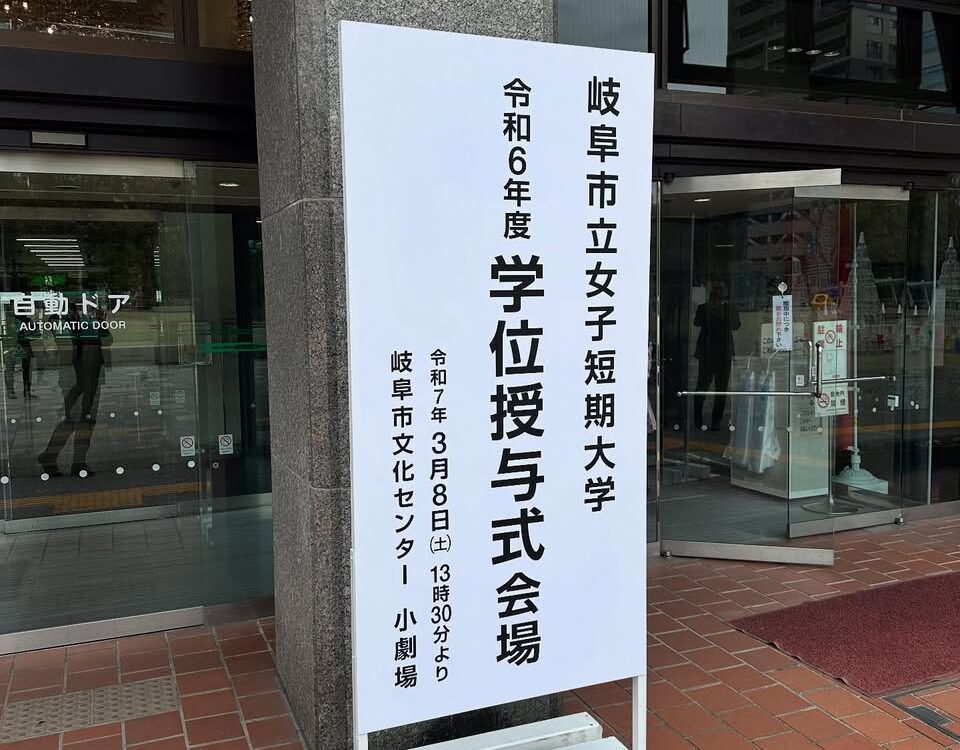 岐阜市立女子短期大学
令和6年度 学位授与式会場
令和7年 3月8日(土) 13時30分より
岐阜市文化センター 小劇場
自動ドア
AUTOMATIC DOOR